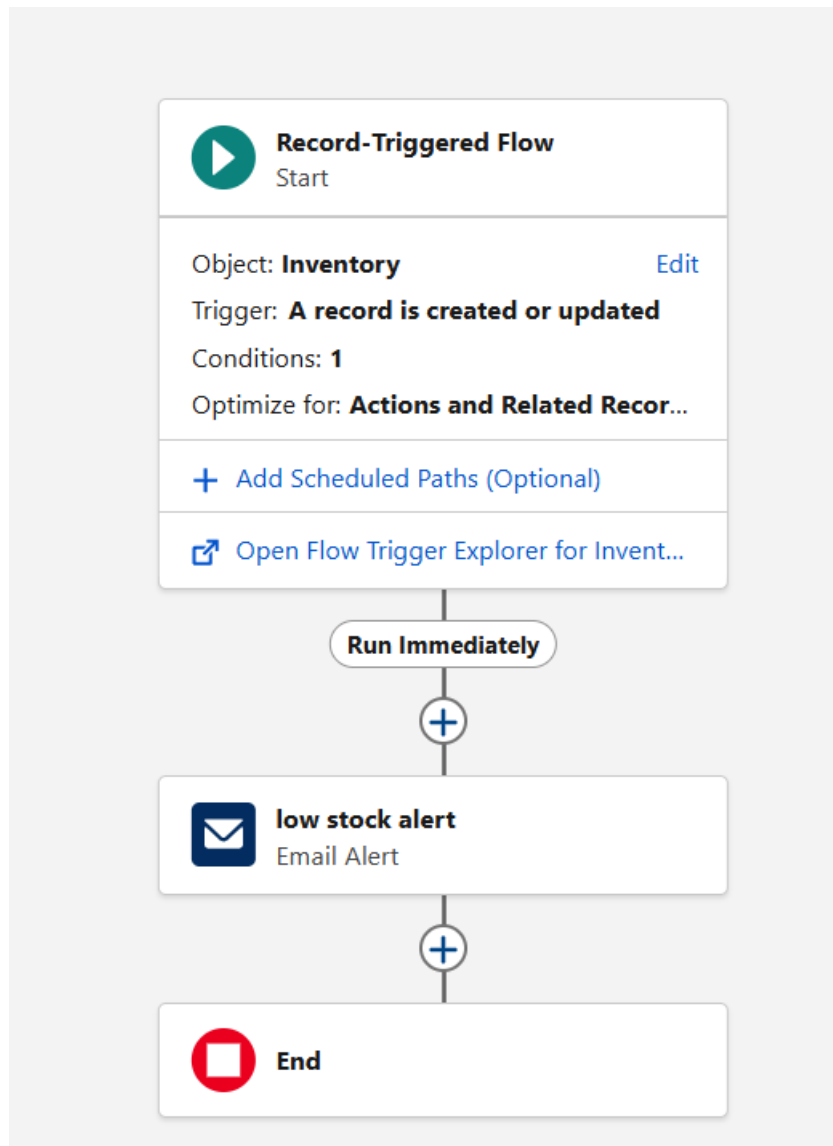 Record-Triggered Flow
Start
Object: Inventory Edit
Trigger: A record is created or updated
Conditions: 1
Optimize for: Actions and Related Recor...
Add Scheduled Paths (Optional)
Open Flow Trigger Explorer for Invent...
Run Immediately
low stock alert
Email Alert
End